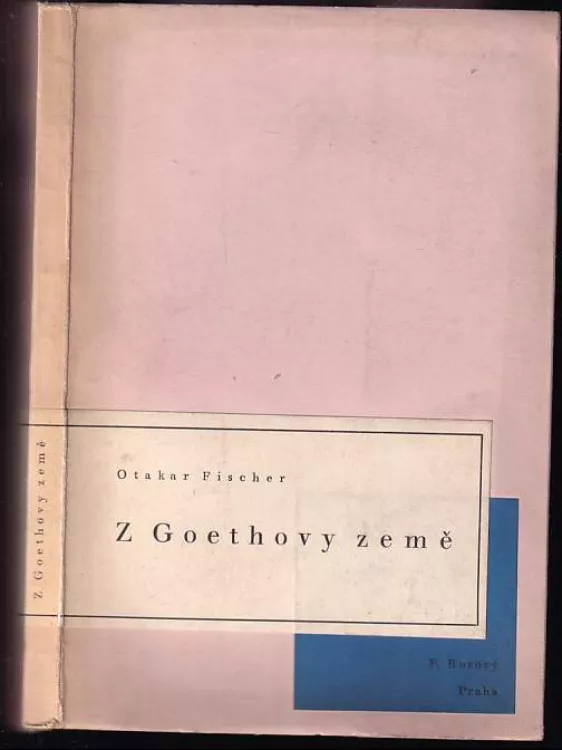 Z Goethovy země
Otakar Fischer
Z Goethovy země
F. Borový
Praha